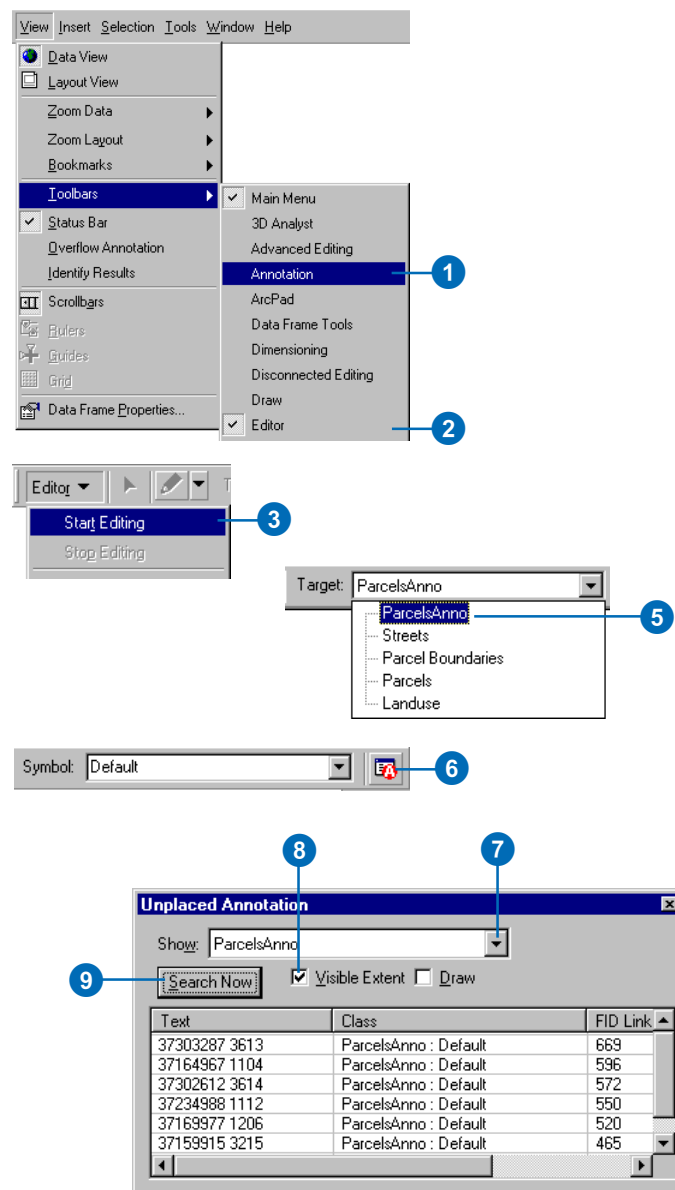 View Insert Selection Tools Window Help
Data View
Layout View
Zoom Data
Zoom Layout
Bookmarks
Toolbars
Status Bar
Overflow Annotation
Identify Results
Scrollbars
Rulers
Guides
Grid
Data Frame Properties...
Main Menu
3D Analyst
Advanced Editing
Annotation
1
ArcPad
Data Frame Tools
Dimensioning
Disconnected Editing
Draw
Editor
2
Editor
T
Start Editing
3
Stop Editing
Target: ParcelsAnno
ParcelsAnno
5
Streets
Parcel Boundaries
Parcels
Landuse
Symbol: Default
A
6
8 7
Unplaced Annotation
Show: ParcelsAnno
9
Search Now Visible Extent Draw
Text Class FID Link
37303287 3613 ParcelsAnno : Default 669
37164967 1104 ParcelsAnno : Default 596
37302612 3614 ParcelsAnno : Default 572
37234988 1112 ParcelsAnno : Default 550
37169977 1206 ParcelsAnno : Default 520
37159915 3215 ParcelsAnno : Default 465